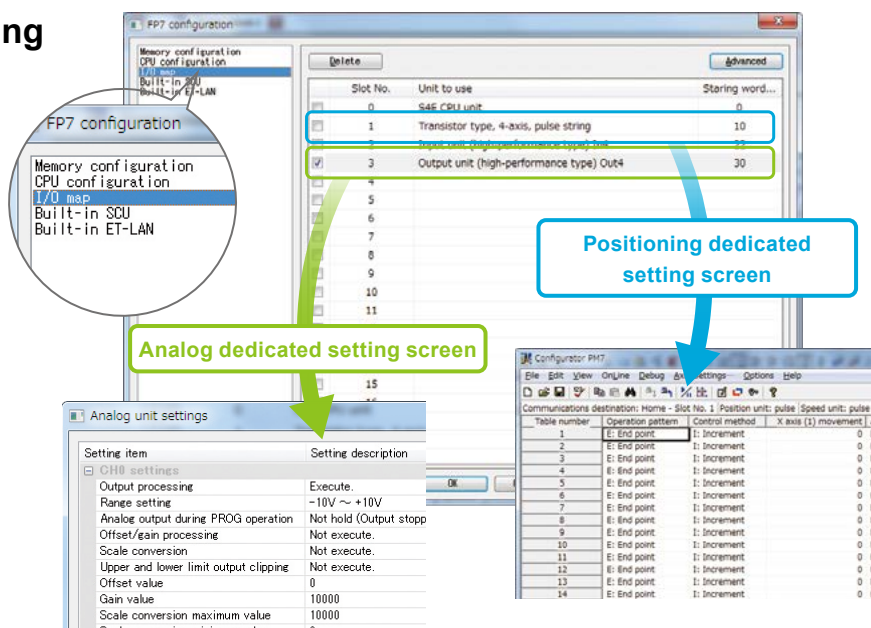 ng
FP7 configuration
Memory configuration
CPU configuration
I/O map
Built-in SCU
Built-in ET-LAN
Delete
Advanced
Slot No. Unit to use Staring word...
0 S4E CPU unit 0
1 Transistor type, 4-axis, pulse string 10
3 Output unit (high-performance type) Out4 30
4
5
6
7
8
9
10
11
15
OK
FP7 configuration
Memory configuration
CPU configuration
I/O map
Built-in SCU
Built-in ET-LAN
Positioning dedicated
setting screen
Analog dedicated setting screen
Analog unit settings
Setting item Setting description
CH0 settings
Output processing Execute.
Range setting -10V ～ +10V
Analog output during PROG operation Not hold (Output stopp
Offset/gain processing Not execute.
Scale conversion Not execute.
Upper and lower limit output clipping Not execute.
Offset value 0
Gain value 10000
Scale conversion maximum value 10000
Configurator PM7
File Edit View OnLine Debug Options Help
Communications destination: Home - Slot No. 1 Position unit: pulse Speed unit: pulse
Table number Operation pattern Control method X axis (1) movement
1 E: End point I: Increment 0
2 E: End point I: Increment 0
3 E: End point I: Increment 0
4 E: End point I: Increment 0
5 E: End point I: Increment 0
6 E: End point I: Increment 0
7 E: End point I: Increment 0
8 E: End point I: Increment 0
9 E: End point I: Increment 0
10 E: End point I: Increment 0
11 E: End point I: Increment 0
12 E: End point I: Increment 0
13 E: End point I: Increment 0
14 E: End point I: Increment 0